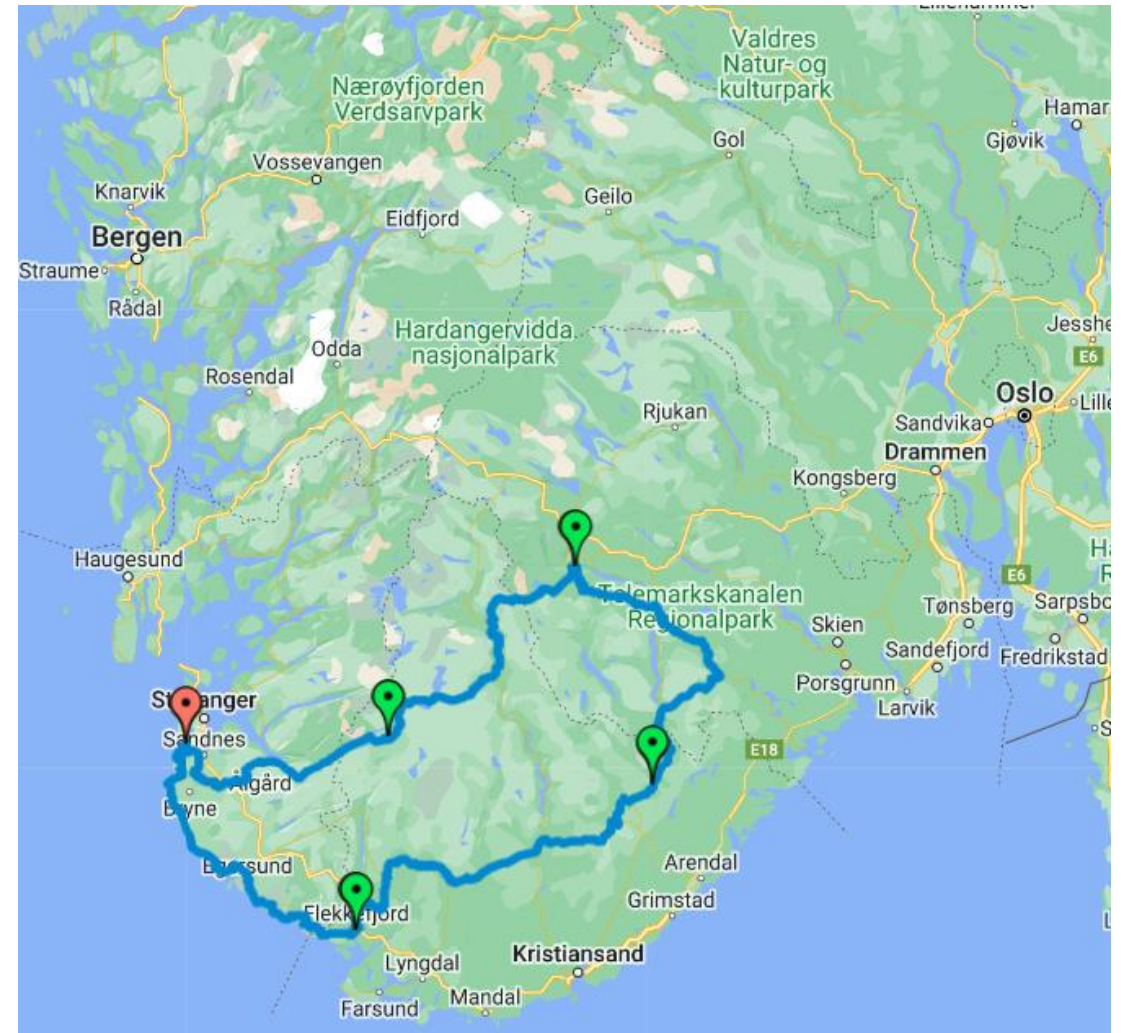 Valdres
Natur- og
kulturpark
Nærøyfjorden
Verdsarvpark
Hamar
Gjøvik
Gol
Vossevangen
Knarvik
Geilo
Eidfjord
Bergen
Straume
Rådal
Hardangervidda
nasjonalpark
Jesshe
E6
Odda
Rosendal
Oslo
Lille
Rjukan
Sandvika
Drammen
Kongsberg
Haugesund
E6
Telemarkskanalen
Regionalpark
Tønsberg
Sarpsbo
Skien
Sandefjord
Fredrikstad
Porsgrunn
Larvik
Sandnes
E18
Ålgård
Bryne
Egersund
Arendal
Grimstad
Flekkefjord
Kristiansand
Lyngdal
Mandal
Farsund